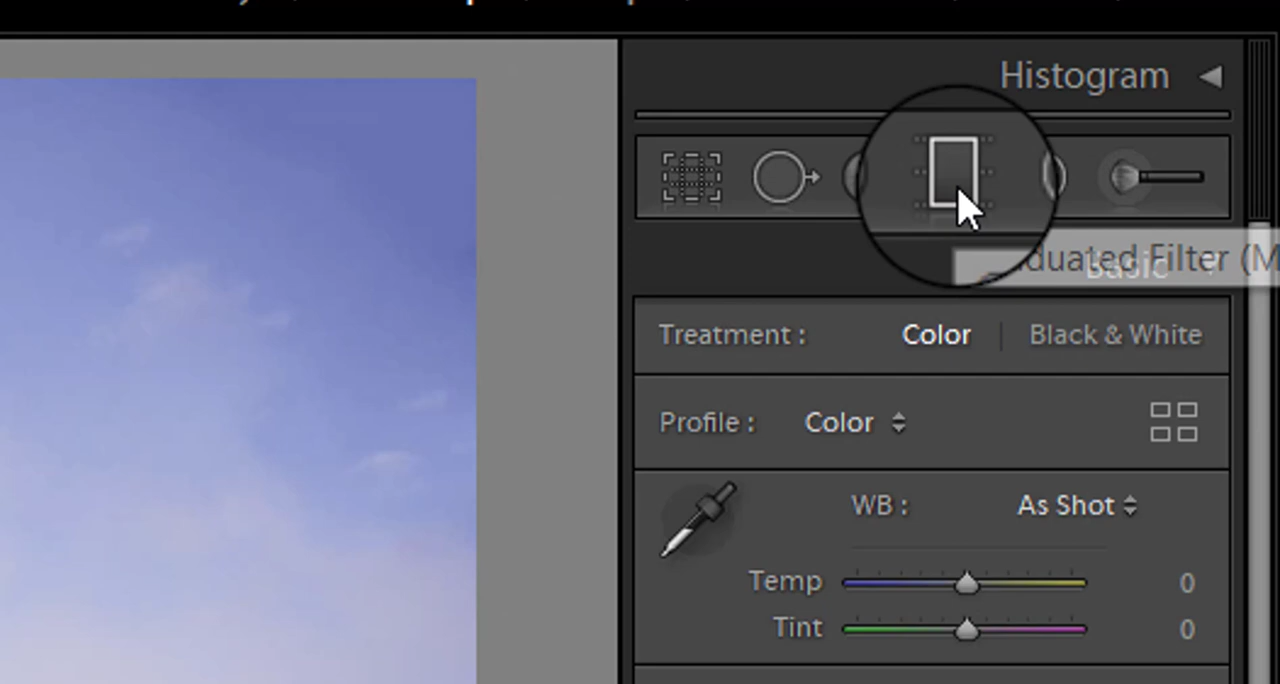 Histogram
duated Filter (M
Basic
Treatment : Color | Black & White
Profile : Color
WB : As Shot
Temp 0
Tint 0